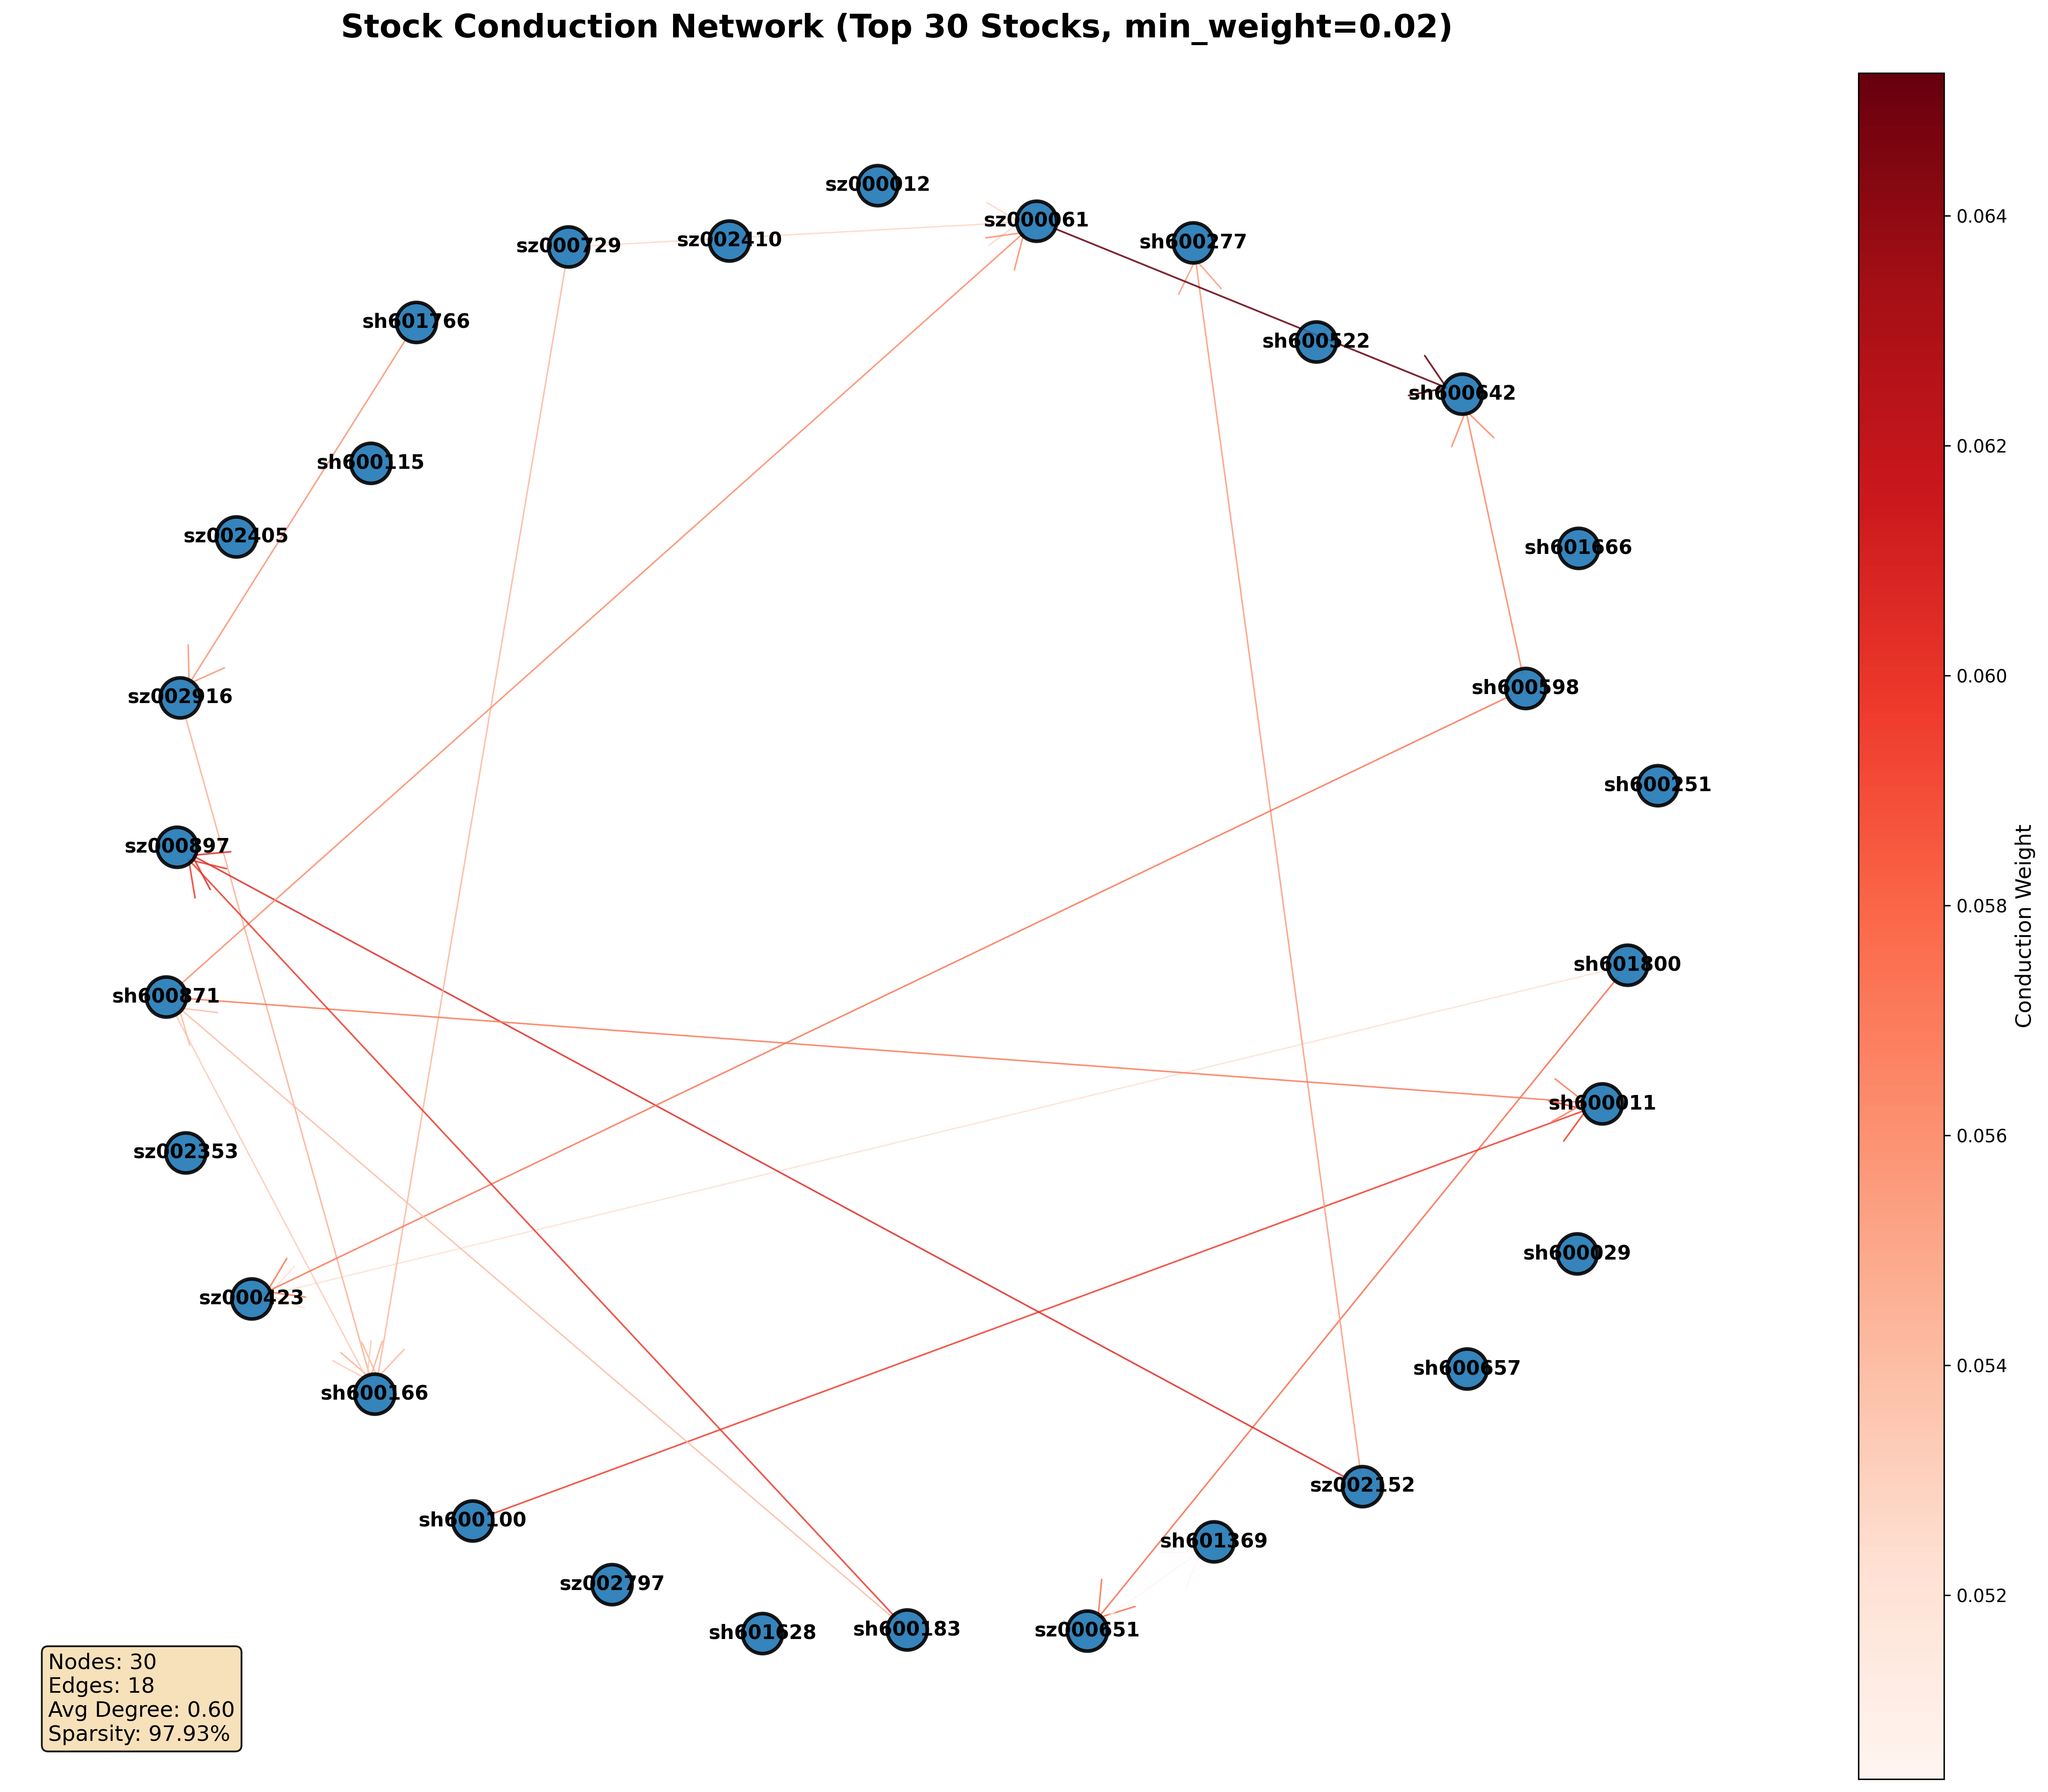 Stock Conduction Network (Top 30 Stocks, min_weight=0.02)
sz000012
sz000061
sz000729
sz002410
sh600277
sh601766
sh600522
sh600642
sh600115
sz002405
sh601666
sz002916
sh600598
sh600251
sz000897
sh601800
sh600871
sh600011
sz002353
sh600029
sz000423
sh600657
sh600166
sz002152
sh600100
sh601369
sz002797
sh601628
sh600183
sz000651
Nodes: 30
Edges: 18
Avg Degree: 0.60
Sparsity: 97.93%
0.064
0.062
0.060
0.058
0.056
0.054
0.052
Conduction Weight